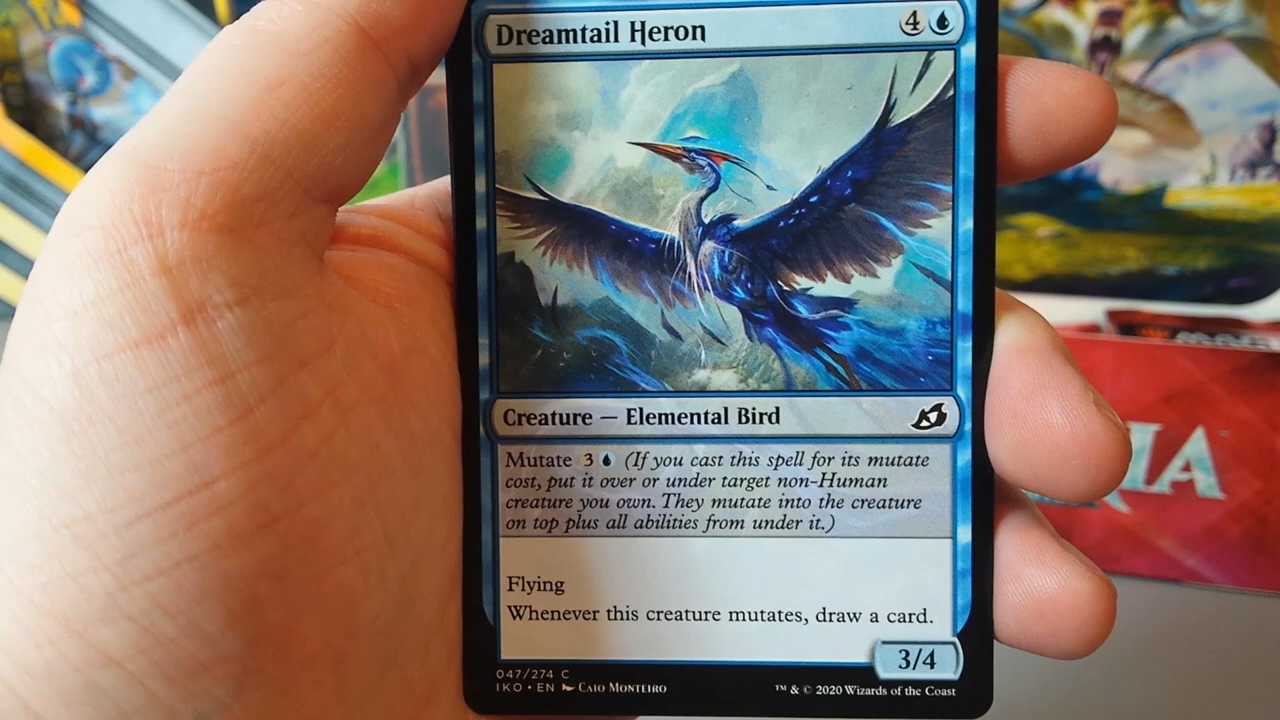 Dreamtail Heron
4
Creature — Elemental Bird
Mutate 3 (If you cast this spell for its mutate
cost, put it over or under target non-Human
creature you own. They mutate into the creature
on top plus all abilities from under it.)
Flying
Whenever this creature mutates, draw a card.
3/4
047/274 C
IKO • EN Caio Monteiro
™ & © 2020 Wizards of the Coast